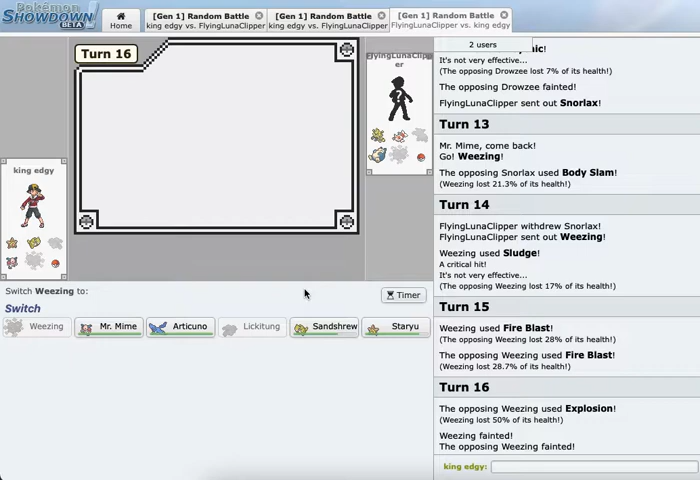 Pokémon
SHOWDOWN
BETA
Home
[Gen 1] Random Battle
king edgy vs. FlyingLunaClipper
[Gen 1] Random Battle
king edgy vs. FlyingLunaClipper
[Gen 1] Random Battle
FlyingLunaClipper vs. king edgy
2 users
Turn 16
FlyingLunaClipp
er
king edgy
It's not very effective...
(The opposing Drowzee lost 7% of its health!)
The opposing Drowzee fainted!
FlyingLunaClipper sent out Snorlax!
Turn 13
Mr. Mime, come back!
Go! Weezing!
The opposing Snorlax used Body Slam!
(Weezing lost 21.3% of its health!)
Turn 14
FlyingLunaClipper withdrew Snorlax!
FlyingLunaClipper sent out Weezing!
Weezing used Sludge!
A critical hit!
It's not very effective...
(The opposing Weezing lost 17% of its health!)
Turn 15
Weezing used Fire Blast!
(The opposing Weezing lost 28% of its health!)
The opposing Weezing used Fire Blast!
(Weezing lost 28.7% of its health!)
Turn 16
The opposing Weezing used Explosion!
(Weezing lost 50% of its health!)
Weezing fainted!
The opposing Weezing fainted!
king edgy:
Switch Weezing to:
Timer
Switch
Weezing
Mr. Mime
Articuno
Lickitung
Sandshrew
Staryu